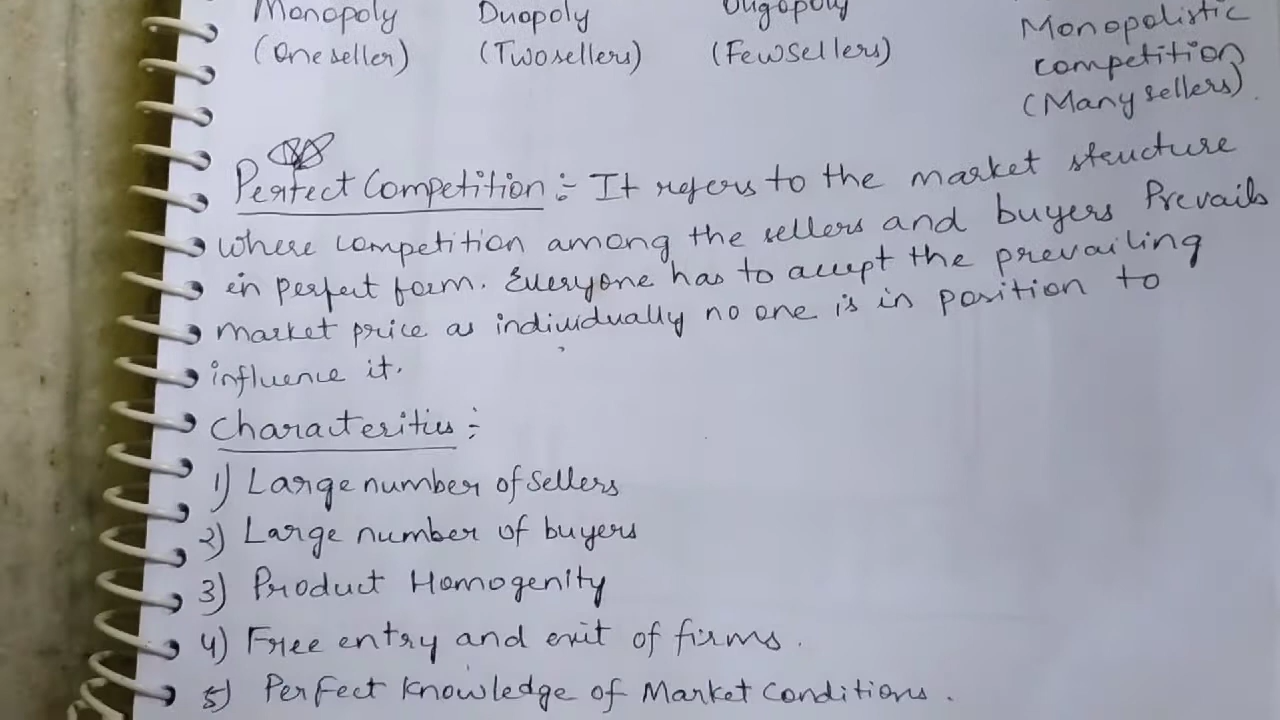 Monopoly Duopoly Oligopoly Monopolistic
(One seller) (Two sellers) (Few sellers) competition
(Many sellers)
Perfect Competition :- It refers to the market structure
where competition among the sellers and buyers Prevails
in perfect form. Everyone has to accept the prevailing
market price as individually no one is in position to
influence it.
Characterities :-
1) Large number of sellers
2) Large number of buyers
3) Product Homogenity
4) Free entry and exit of firms.
5) Perfect Knowledge of Market Conditions.